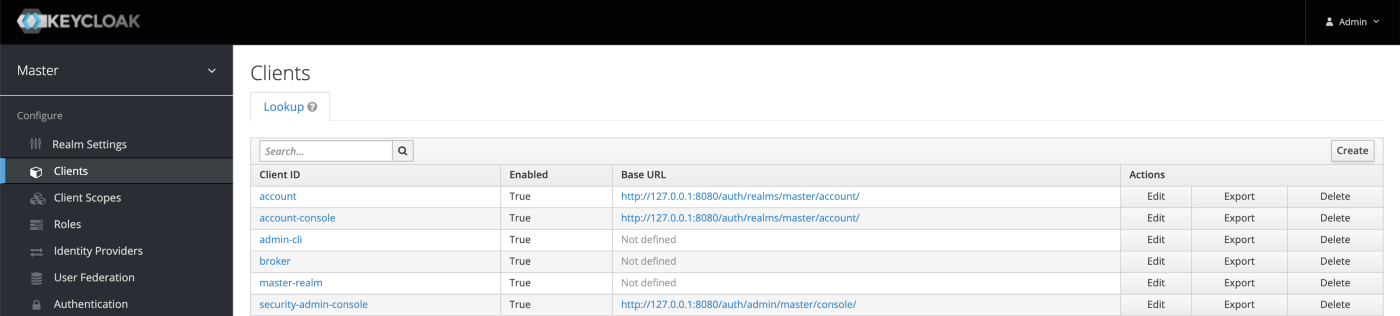 KEYCLOAK
Admin
Master
Configure
Realm Settings
Clients
Client Scopes
Roles
Identity Providers
User Federation
Authentication
Clients
Lookup
Search...
Create
Client ID Enabled Base URL Actions
account True http://127.0.0.1:8080/auth/realms/master/account/ Edit Export Delete
account-console True http://127.0.0.1:8080/auth/realms/master/account/ Edit Export Delete
admin-cli True Not defined Edit Export Delete
broker True Not defined Edit Export Delete
master-realm True Not defined Edit Export Delete
security-admin-console True http://127.0.0.1:8080/auth/admin/master/console/ Edit Export Delete